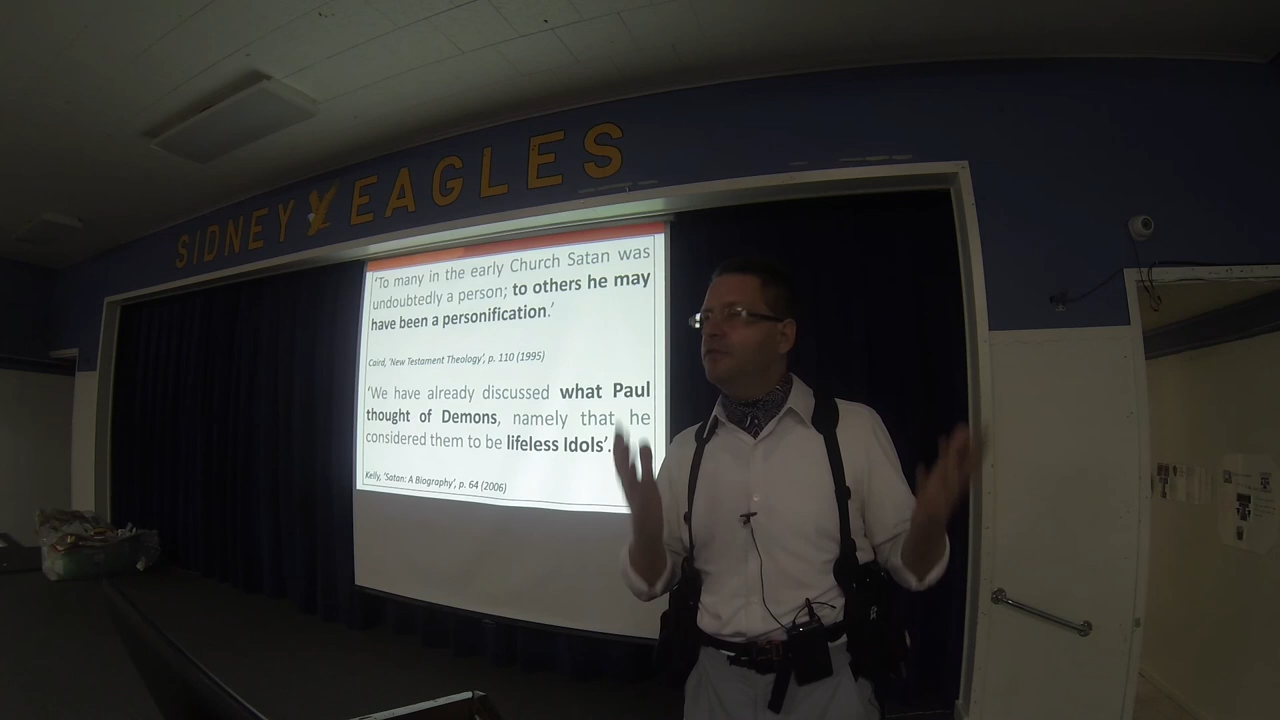 SIDNEY EAGLES
'To many in the early Church Satan was
undoubtedly a person; to others he may
have been a personification.'
Caird, 'New Testament Theology', p. 110 (1995)
'We have already discussed what Paul
thought of Demons, namely that he
considered them to be lifeless Idols'.
Kelly, 'Satan: A Biography', p. 64 (2006)